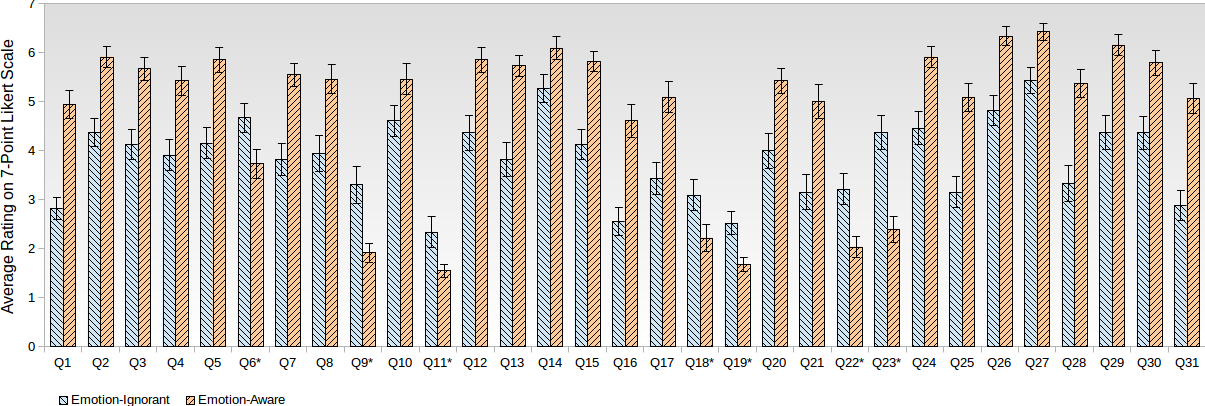 Average Rating on 7-Point Likert Scale
7
6
5
4
3
2
1
0
Q1 Q2 Q3 Q4 Q5 Q6* Q7 Q8 Q9* Q10 Q11* Q12 Q13 Q14 Q15 Q16 Q17 Q18* Q19* Q20 Q21 Q22* Q23* Q24 Q25 Q26 Q27 Q28 Q29 Q30 Q31
Emotion-Ignorant Emotion-Aware